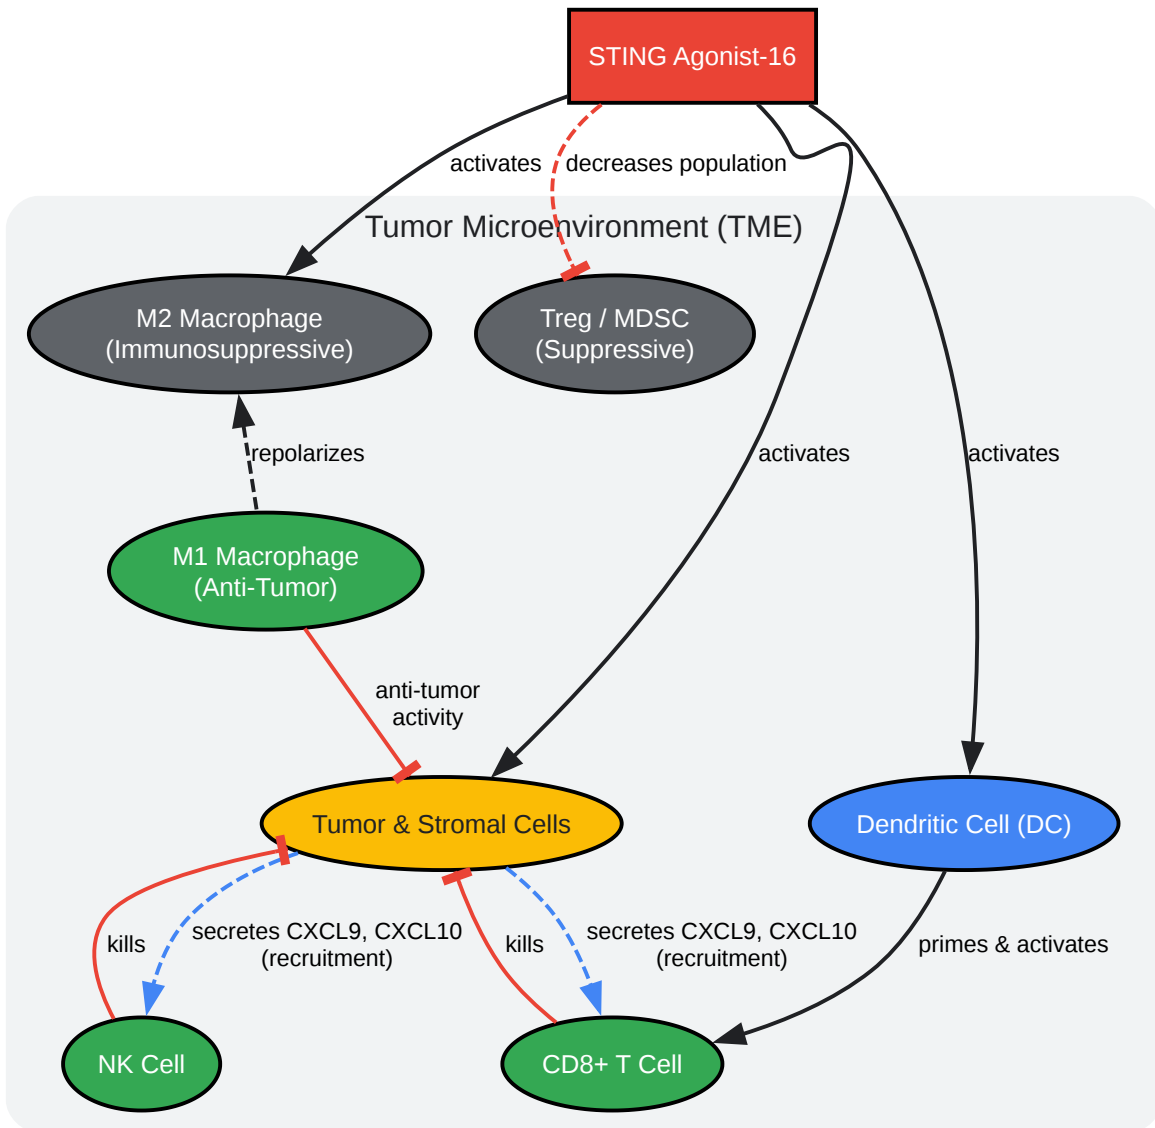 STING Agonist-16
activates
decreases population
Tumor Microenvironment (TME)
M2 Macrophage
(Immunosuppressive)
Treg / MDSC
(Suppressive)
repolarizes
activates
activates
M1 Macrophage
(Anti-Tumor)
anti-tumor
activity
Tumor & Stromal Cells
Dendritic Cell (DC)
kills
secretes CXCL9, CXCL10
(recruitment)
kills
secretes CXCL9, CXCL10
(recruitment)
primes & activates
NK Cell
CD8+ T Cell